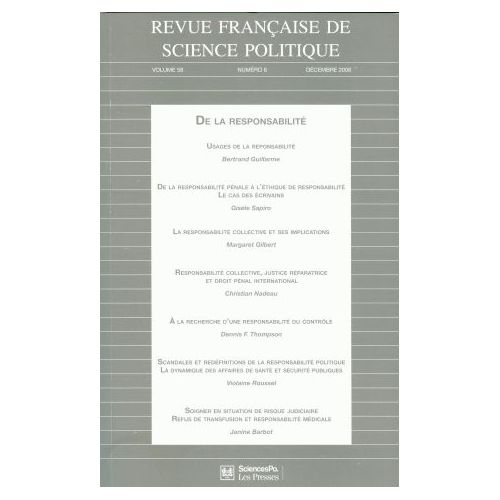 REVUE FRANÇAISE DE
SCIENCE POLITIQUE
VOLUME 58 NUMÉRO 6 DÉCEMBRE 2008
DE LA RESPONSABILITÉ
USAGES DE LA REPONSABILITÉ
Bertrand Guillarme
DE LA RESPONSABILITÉ PÉNALE À L'ÉTHIQUE DE RESPONSABILITÉ
LE CAS DES ÉCRIVAINS
Gisèle Sapiro
LA RESPONSABILITÉ COLLECTIVE ET SES IMPLICATIONS
Margaret Gilbert
RESPONSABILITÉ COLLECTIVE, JUSTICE RÉPARATRICE
ET DROIT PÉNAL INTERNATIONAL
Christian Nadeau
À LA RECHERCHE D'UNE RESPONSABILITÉ DU CONTRÔLE
Dennis F. Thompson
SCANDALES ET REDÉFINITIONS DE LA RESPONSABILITÉ POLITIQUE
LA DYNAMIQUE DES AFFAIRES DE SANTÉ ET SÉCURITÉ PUBLIQUES
Violaine Roussel
SOIGNER EN SITUATION DE RISQUE JUDICIAIRE
REFUS DE TRANSFUSION ET RESPONSABILITÉ MÉDICALE
Janine Barbot
SciencesPo.
Les Presses